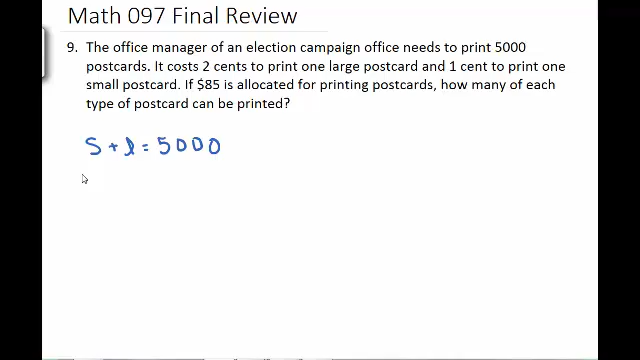 Math 097 Final Review
9. The office manager of an election campaign office needs to print 5000
postcards. It costs 2 cents to print one large postcard and 1 cent to print one
small postcard. If $85 is allocated for printing postcards, how many of each
type of postcard can be printed?
S + l = 5000